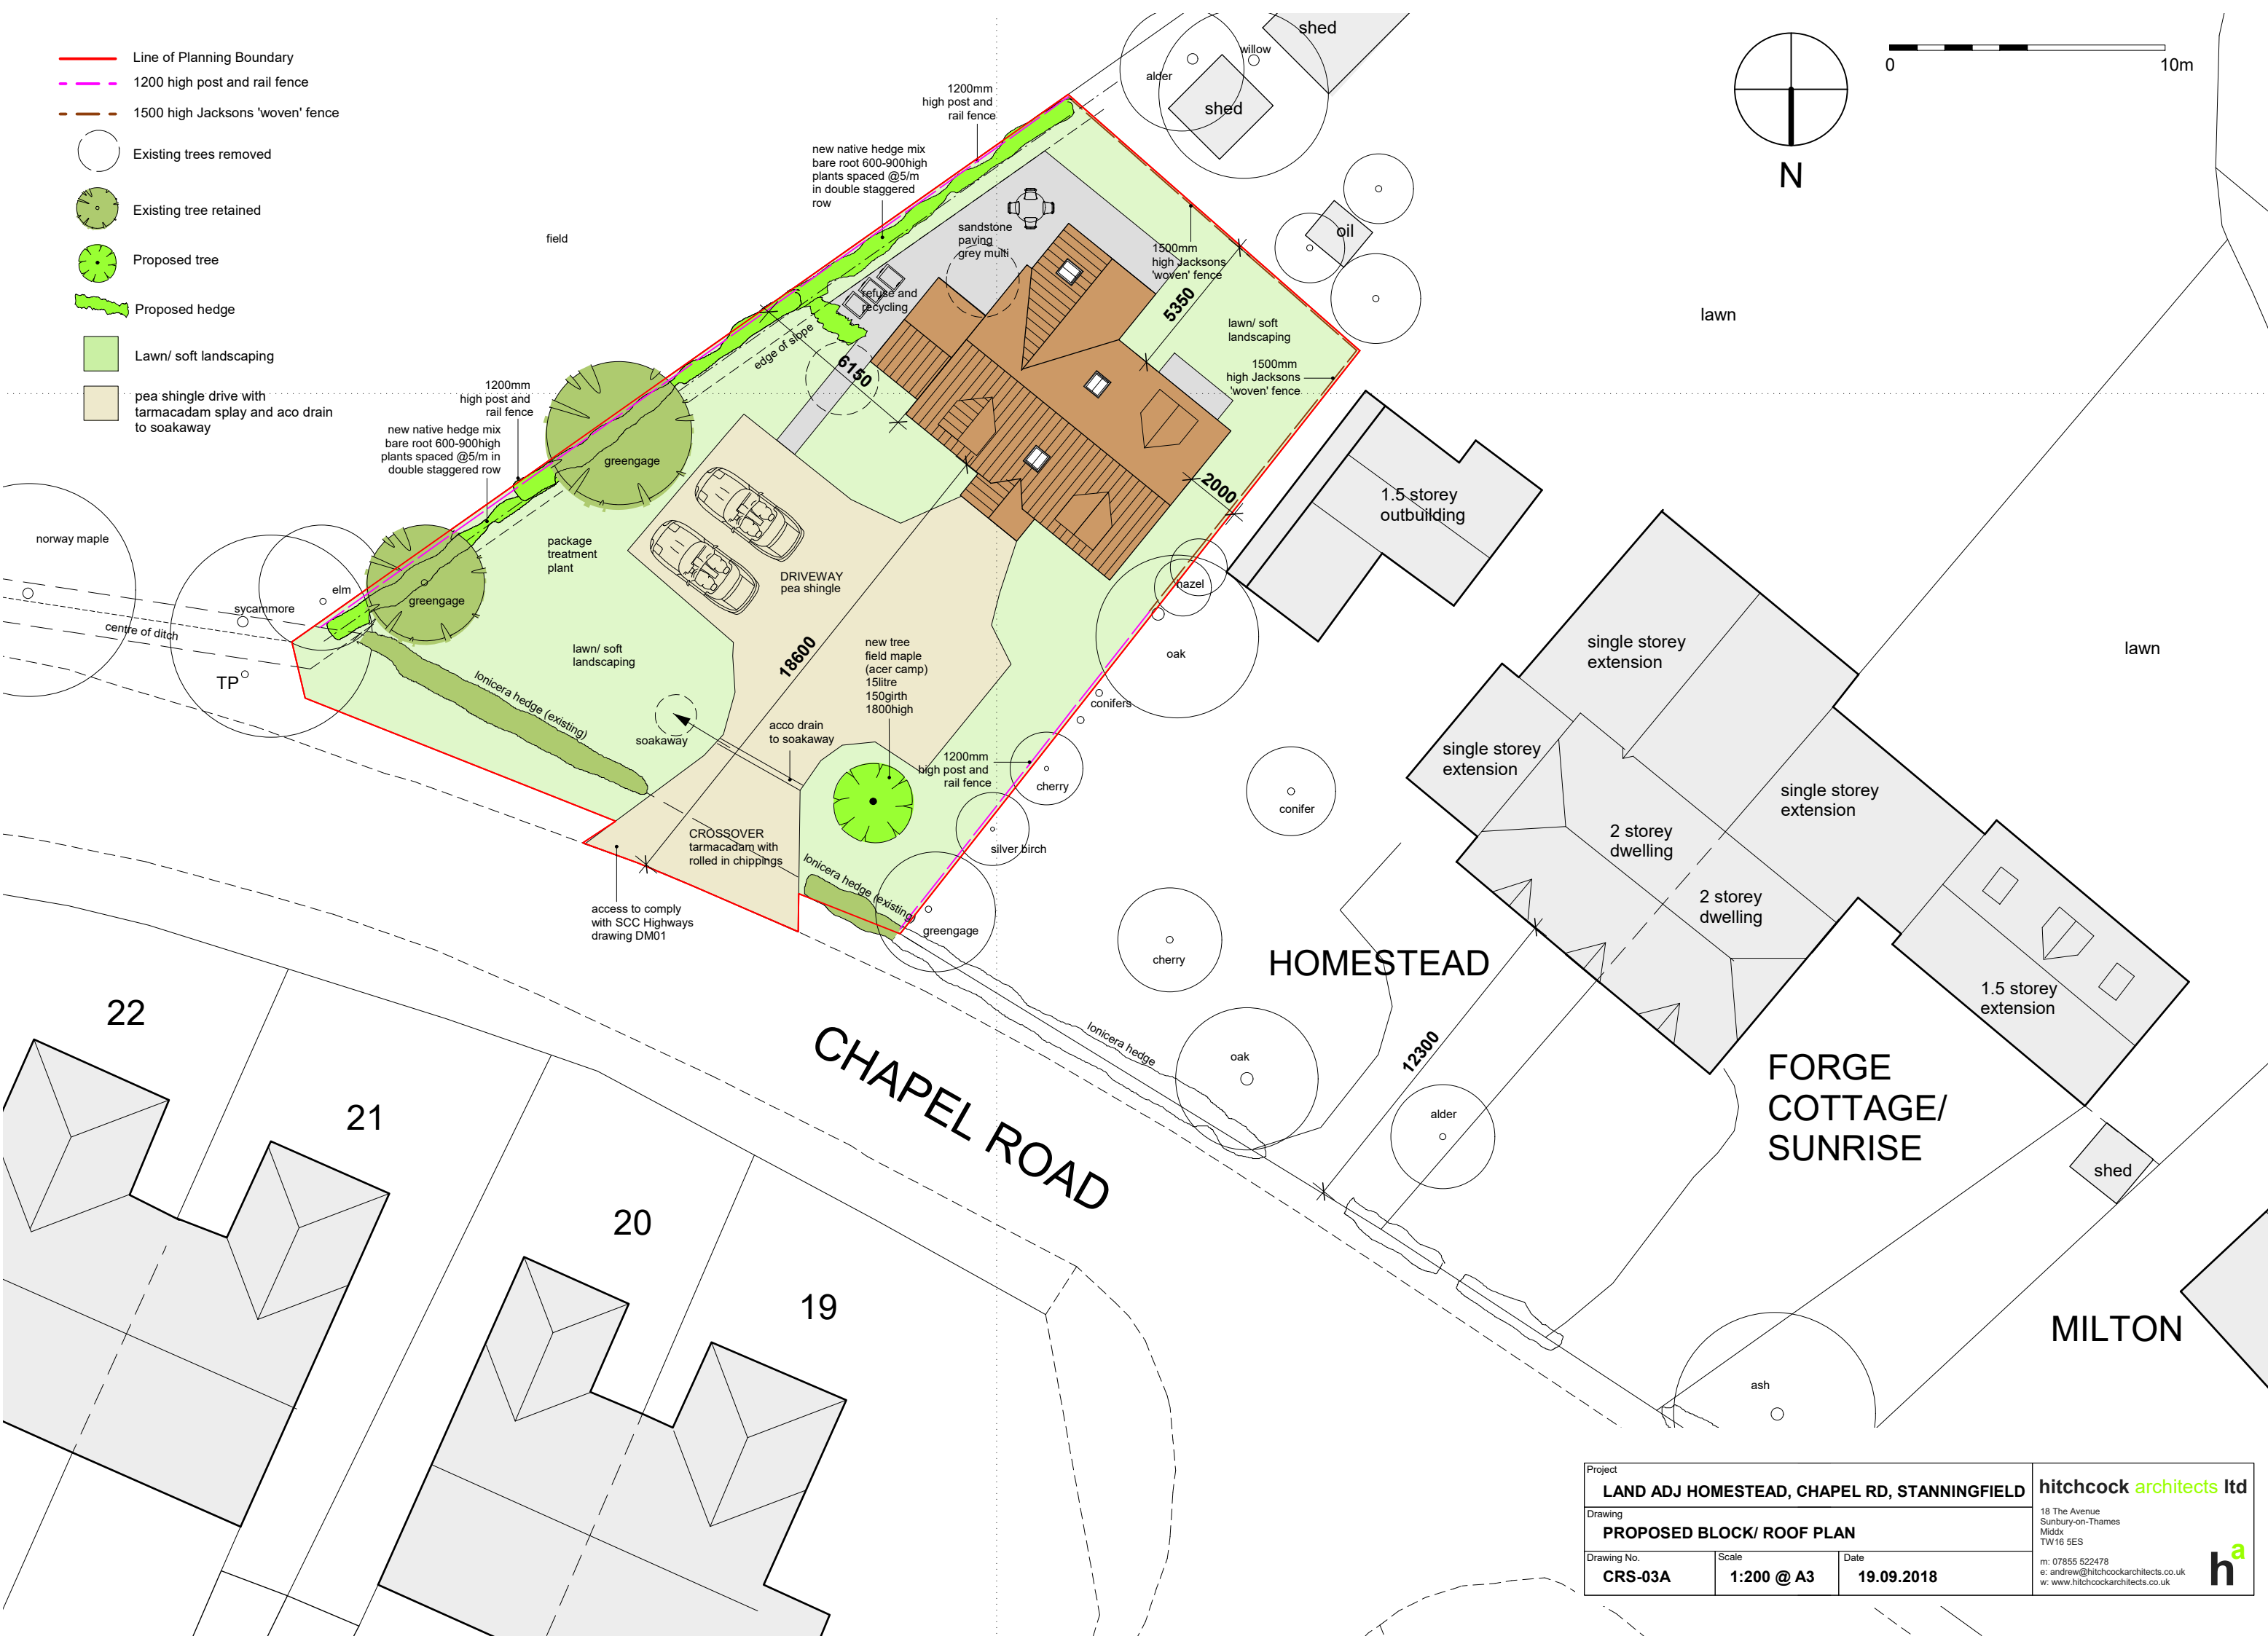 Line of Planning Boundary
1200 high post and rail fence
1500 high Jacksons 'woven' fence
Existing trees removed
Existing tree retained
Proposed tree
Proposed hedge
Lawn/ soft landscaping
pea shingle drive with
tarmacadam splay and aco drain
to soakaway
0
10m
N
shed
willow
alder
shed
oil
1200mm
high post and
rail fence
new native hedge mix
bare root 600-900high
plants spaced @5/m
in double staggered
row
field
sandstone
paving
grey multi
1500mm
high Jacksons
'woven' fence
refuse and
recycling
5350
lawn/ soft
landscaping
lawn
edge of slope
6150
1500mm
high Jacksons
'woven' fence
1200mm
high post and
rail fence
new native hedge mix
bare root 600-900high
plants spaced @5/m in
double staggered row
greengage
2000
1.5 storey
outbuilding
norway maple
package
treatment
plant
DRIVEWAY
pea shingle
hazel
elm
sycammore
greengage
centre of ditch
TP
lawn/ soft
landscaping
18600
new tree
field maple
(acer camp)
15litre
150girth
1800high
oak
single storey
extension
lawn
lonicera hedge (existing)
conifers
soakaway
acco drain
to soakaway
1200mm
high post and
rail fence
cherry
conifer
single storey
extension
single storey
extension
CROSSOVER
tarmacadam with
rolled in chippings
silver birch
2 storey
dwelling
2 storey
dwelling
lonicera hedge (existing)
access to comply
with SCC Highways
drawing DM01
greengage
cherry
HOMESTEAD
1.5 storey
extension
22
CHAPEL ROAD
lonicera hedge
oak
12300
FORGE
COTTAGE/
SUNRISE
21
alder
shed
20
19
MILTON
ash
Project
LAND ADJ HOMESTEAD, CHAPEL RD, STANNINGFIELD
Drawing
PROPOSED BLOCK/ ROOF PLAN
Drawing No.
CRS-03A
Scale
1:200 @ A3
Date
19.09.2018
hitchcock architects ltd
18 The Avenue
Sunbury-on-Thames
Middx
TW16 5ES
m: 07855 522478
e: andrew@hitchcockarchitects.co.uk
w: www.hitchcockarchitects.co.uk
ha